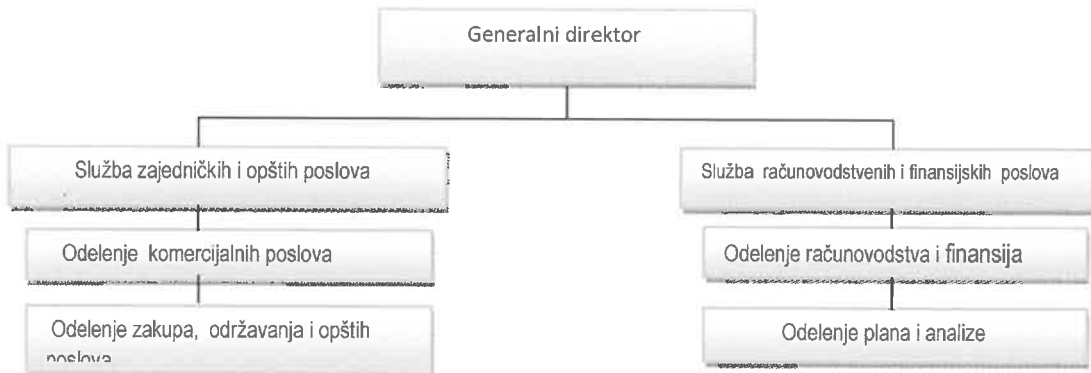 Generalni direktor
Služba zajedničkih i opštih poslova
Služba računovodstvenih i finansijskih poslova
Odelenje komercijalnih poslova
Odelenje računovodstva i finansija
Odelenje zakupa, održavanja i opštih
poslova
Odelenje plana i analize